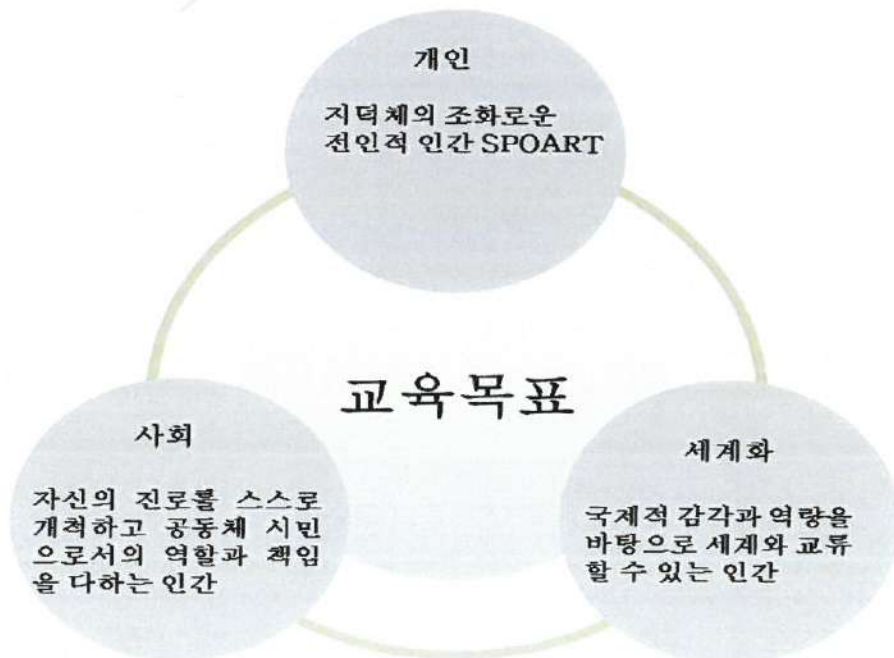 개인
지덕체의 조화로운
전인적 인간 SPOART
교육목표
사회
자신의 진로를 스스로
개척하고 공동체 시민
으로서의 역할과 책임
을 다하는 인간
세계화
국제적 감각과 역량을
바탕으로 세계와 교류
할 수 있는 인간